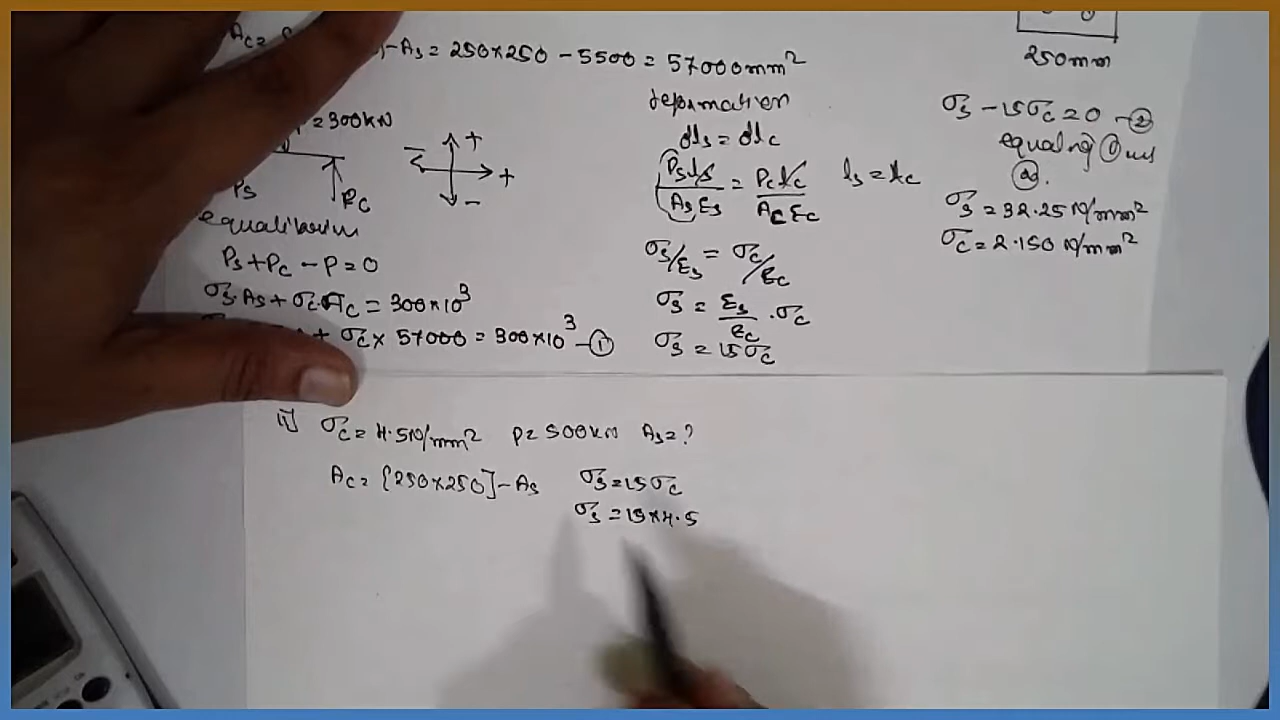 Ac = -As = 250×250 - 5500 = 57000mm²
250mm
P=300kN
+
-
+
-
Ps
Pc
equalibrium
Ps+Pc-P=0
σs·As + σc·Ac = 300×10³
+ σc × 57000 = 300×10³ -①
deformation
dls = dlc
Ps ls / As Es = Pc lc / Ac Ec ls = lc
σs/Es = σc/Ec
σs = Es/Ec ·σc
σs = 15σc
σs - 15σc = 0 -②
equalng ①
②.
σs = 32.25 N/mm²
σc = 2.150 N/mm²
ii] σc = 4.5N/mm² P= 500kN As=?
Ac= [250×250]-As σs = 15σc
σs = 15×4.5